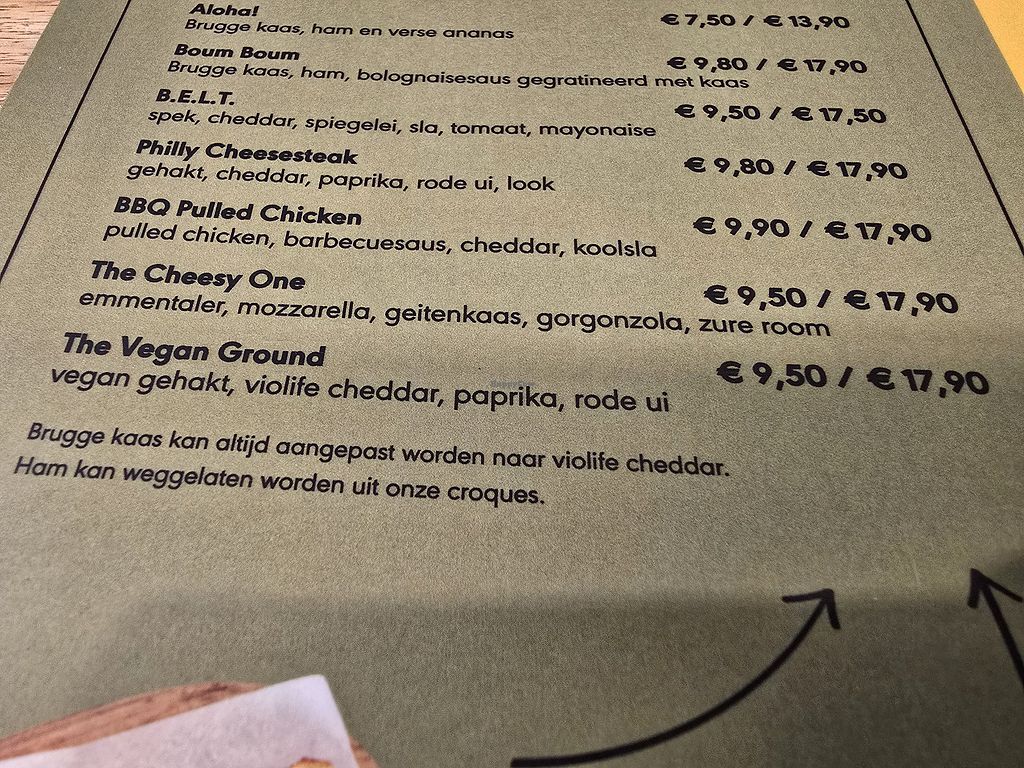 Aloha! € 7,50 / € 13,90
Brugge kaas, ham en verse ananas
Boum Boum € 9,80 / € 17,90
Brugge kaas, ham, bolognaisesaus gegratineerd met kaas
B.E.L.T. € 9,50 / € 17,50
spek, cheddar, spiegelei, sla, tomaat, mayonaise
Philly Cheesesteak € 9,80 / € 17,90
gehakt, cheddar, paprika, rode ui, look
BBQ Pulled Chicken € 9,90 / € 17,90
pulled chicken, barbecuesaus, cheddar, koolsla
The Cheesy One € 9,50 / € 17,90
emmentaler, mozzarella, geitenkaas, gorgonzola, zure room
The Vegan Ground € 9,50 / € 17,90
vegan gehakt, violife cheddar, paprika, rode ui
Brugge kaas kan altijd aangepast worden naar violife cheddar.
Ham kan weggelaten worden uit onze croques.